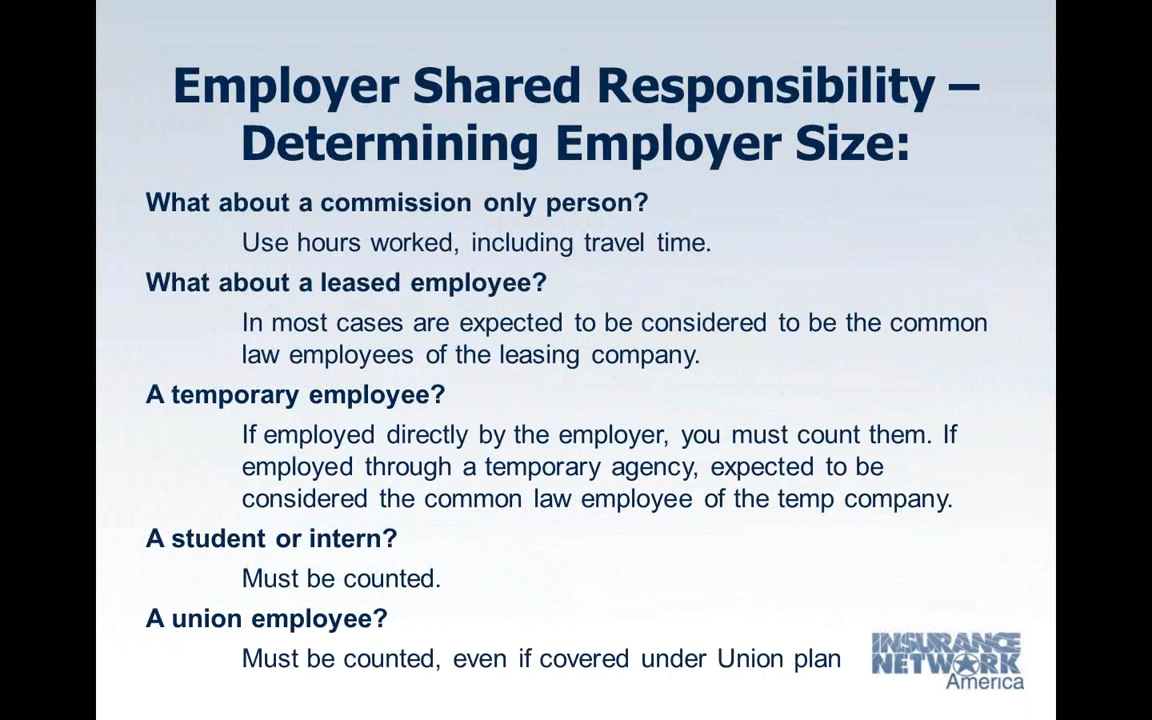 Employer Shared Responsibility –
Determining Employer Size:
What about a commission only person?
Use hours worked, including travel time.
What about a leased employee?
In most cases are expected to be considered to be the common
law employees of the leasing company.
A temporary employee?
If employed directly by the employer, you must count them. If
employed through a temporary agency, expected to be
considered the common law employee of the temp company.
A student or intern?
Must be counted.
A union employee?
Must be counted, even if covered under Union plan
INSURANCE
NETWORK
America